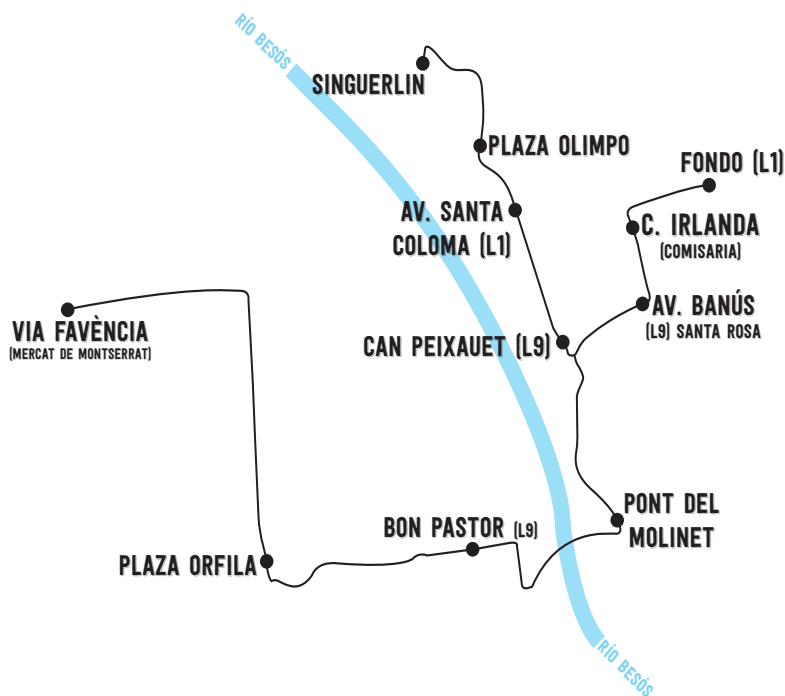 RÍO BESÓS
SINGUERLIN
PLAZA OLIMPO
FONDO (L1)
AV. SANTA
COLOMA (L1)
C. IRLANDA
(COMISARIA)
AV. BANÚS
(L9) SANTA ROSA
VIA FAVÈNCIA
(MERCAT DE MONTSERRAT)
CAN PEIXAUET (L9)
PONT DEL
MOLINET
BON PASTOR (L9)
PLAZA ORFILA
RÍO BESÓS